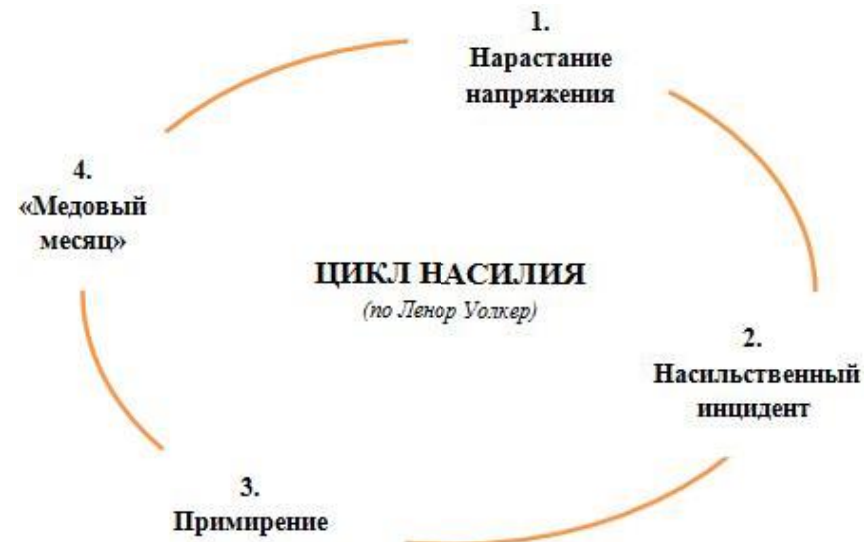 1.
Нарастание
напряжения
4.
«Медовый
месяц»
ЦИКЛ НАСИЛИЯ
(по Ленор Уолкер)
2.
Насильственный
инцидент
3.
Примирение